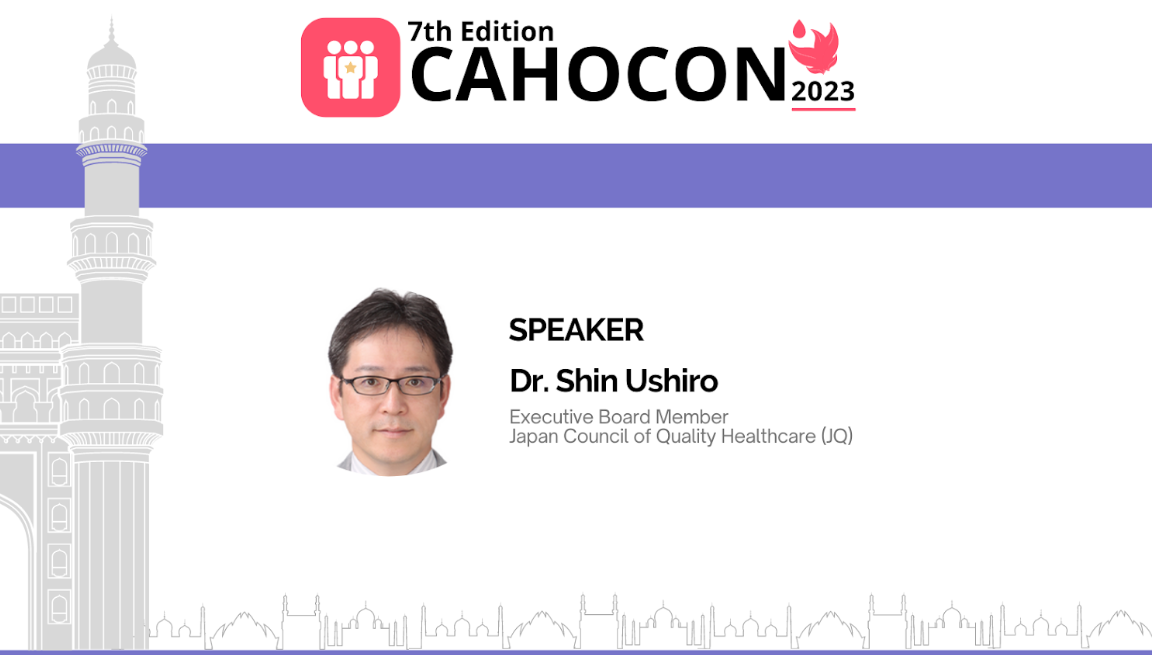 7th Edition
CAHOCON
2023
SPEAKER
Dr. Shin Ushiro
Executive Board Member
Japan Council of Quality Healthcare (JQ)